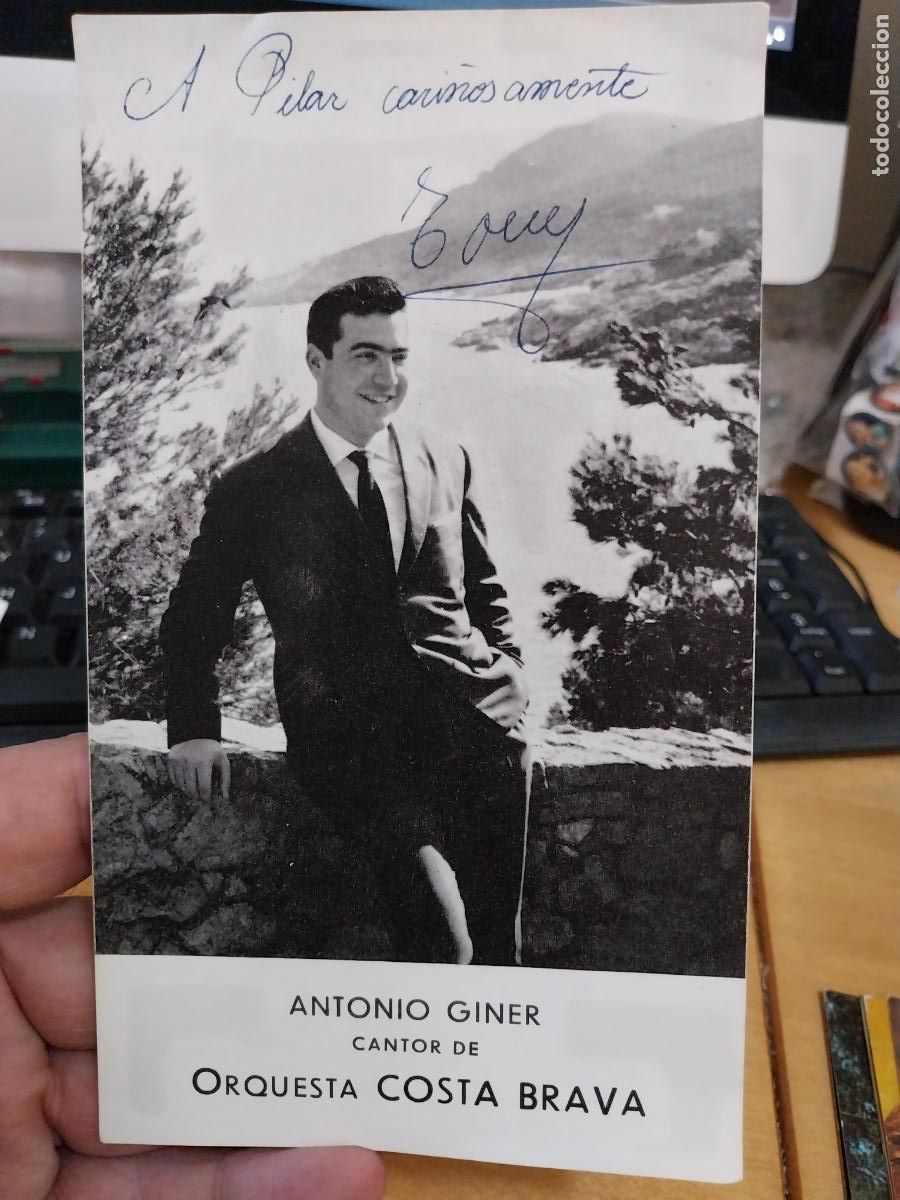 A Pilar cariñosamente
Tony
ANTONIO GINER
CANTOR DE
ORQUESTA COSTA BRAVA
todocoleccion